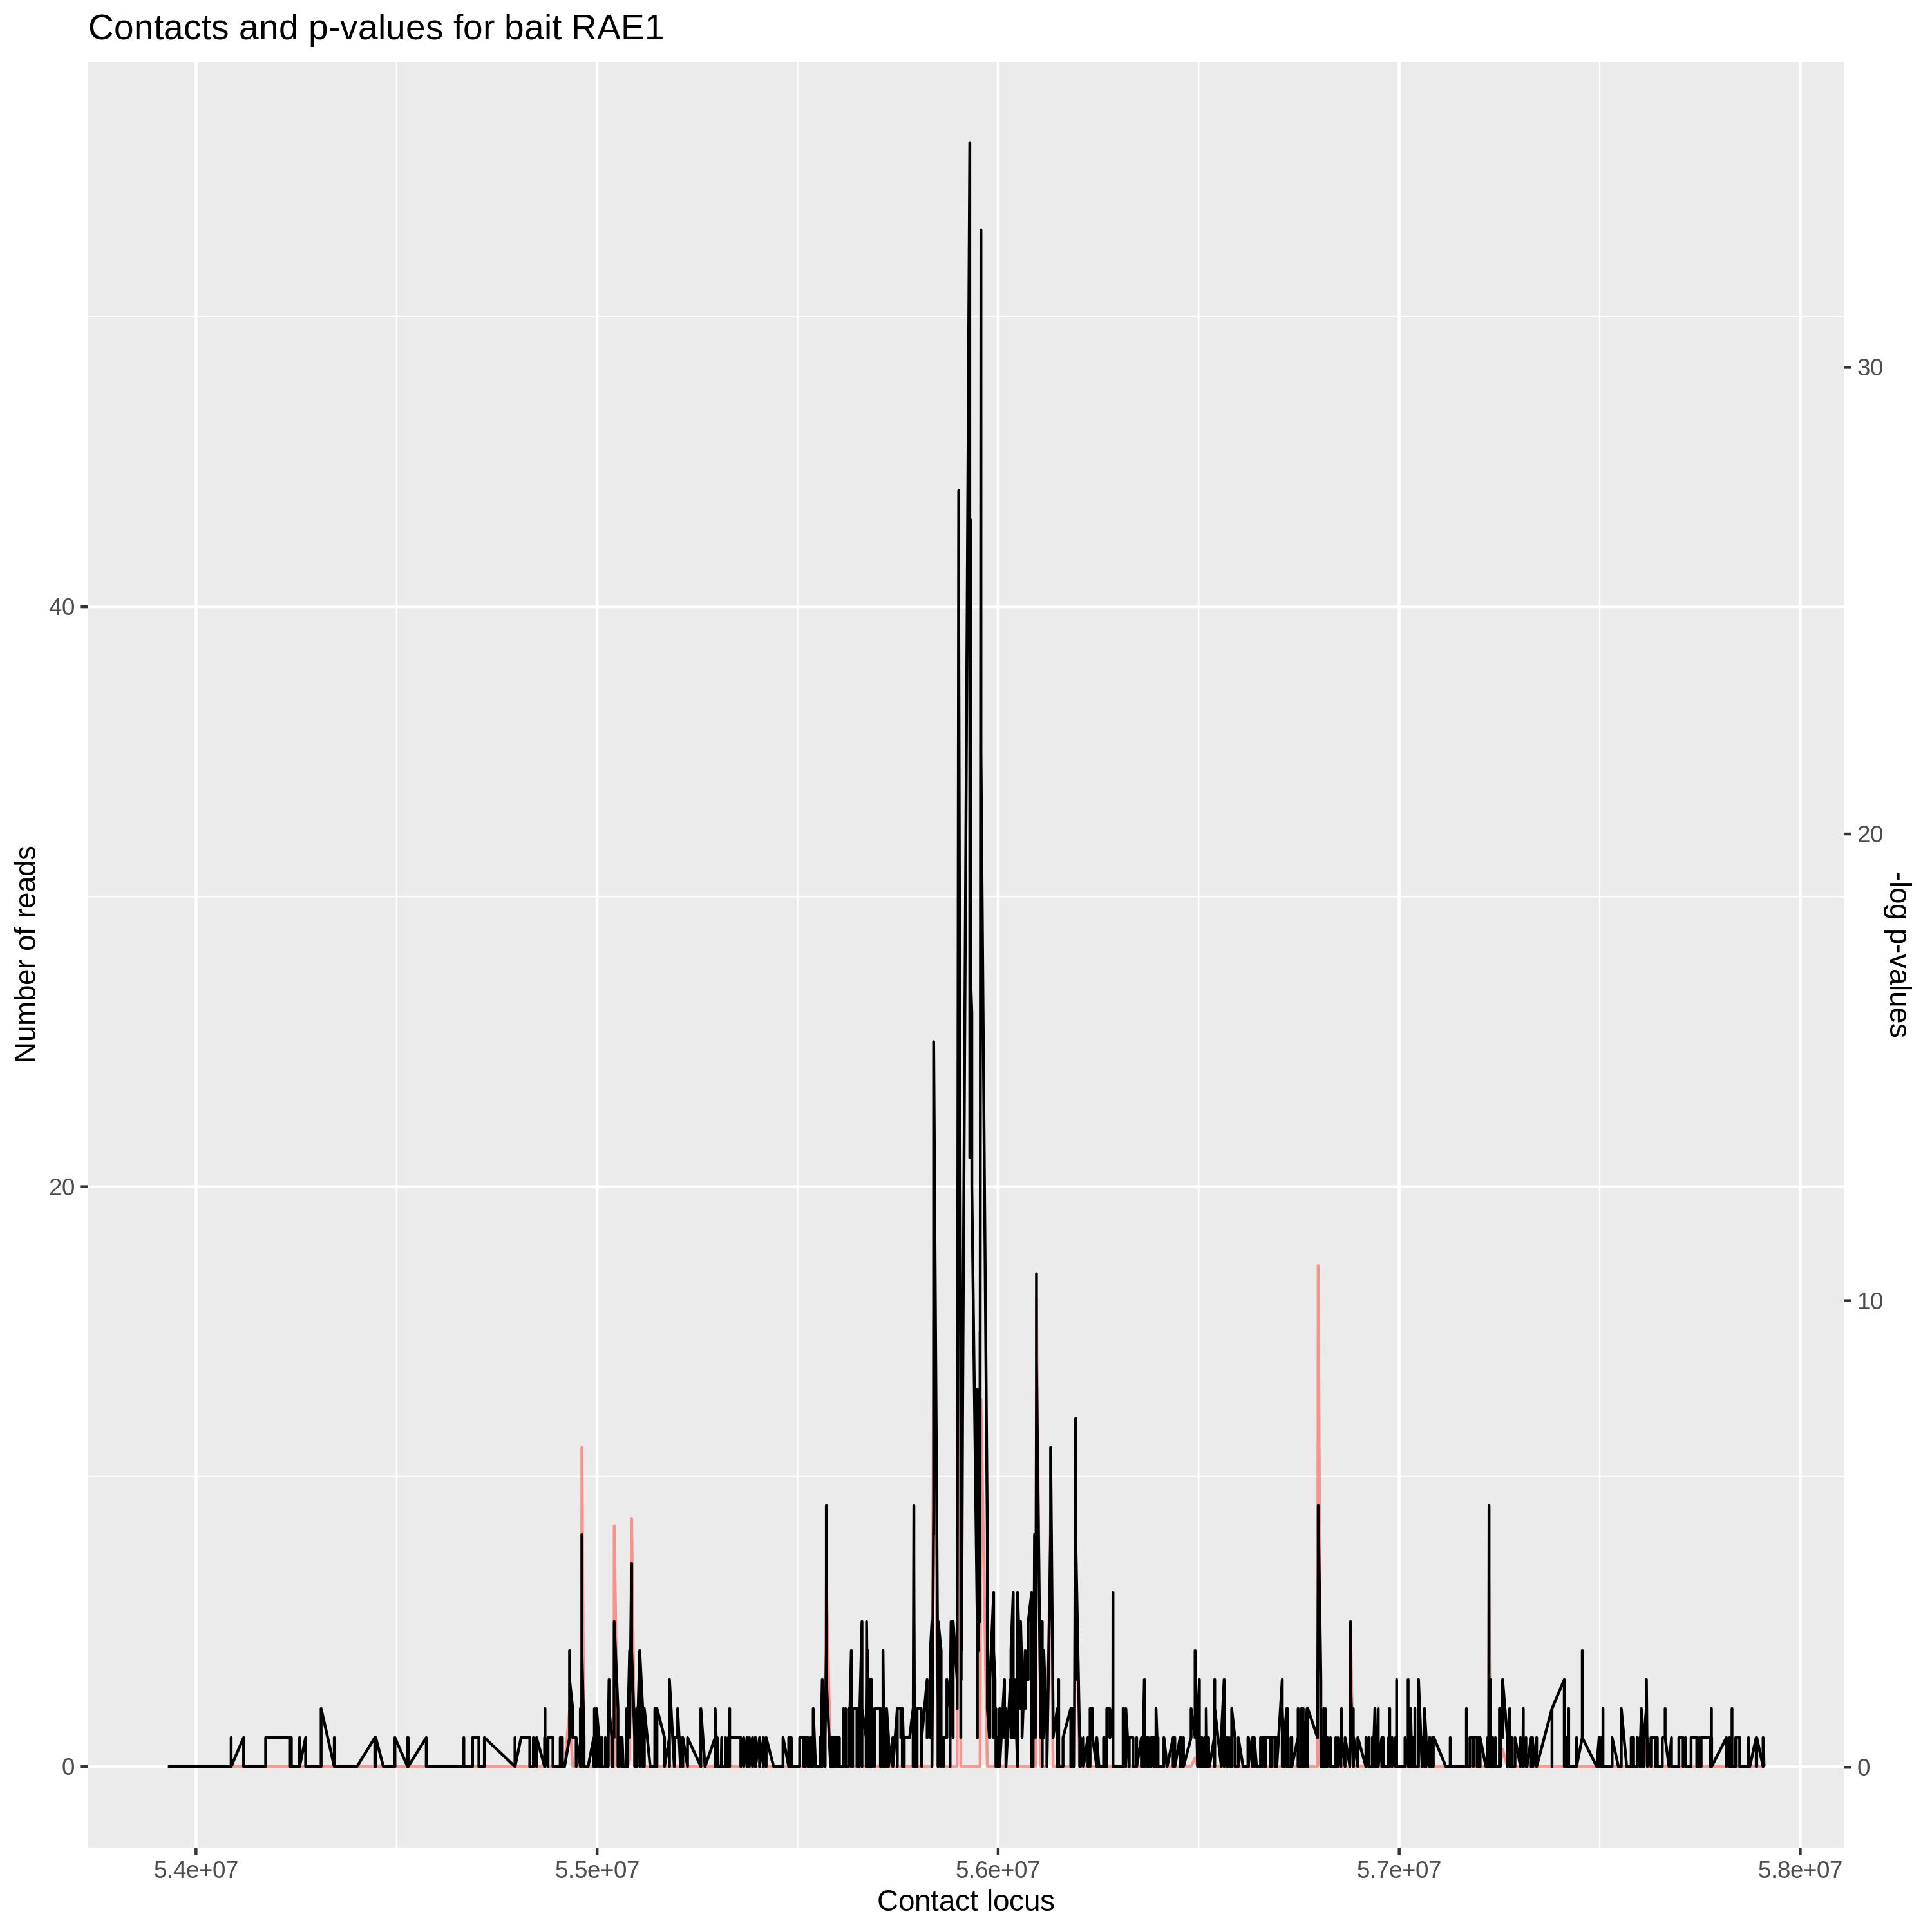 Contacts and p-values for bait RAE1
Number of reads
40
20
0
30
20
10
0
-log p-values
5.4e+07 5.5e+07 5.6e+07 5.7e+07 5.8e+07
Contact locus